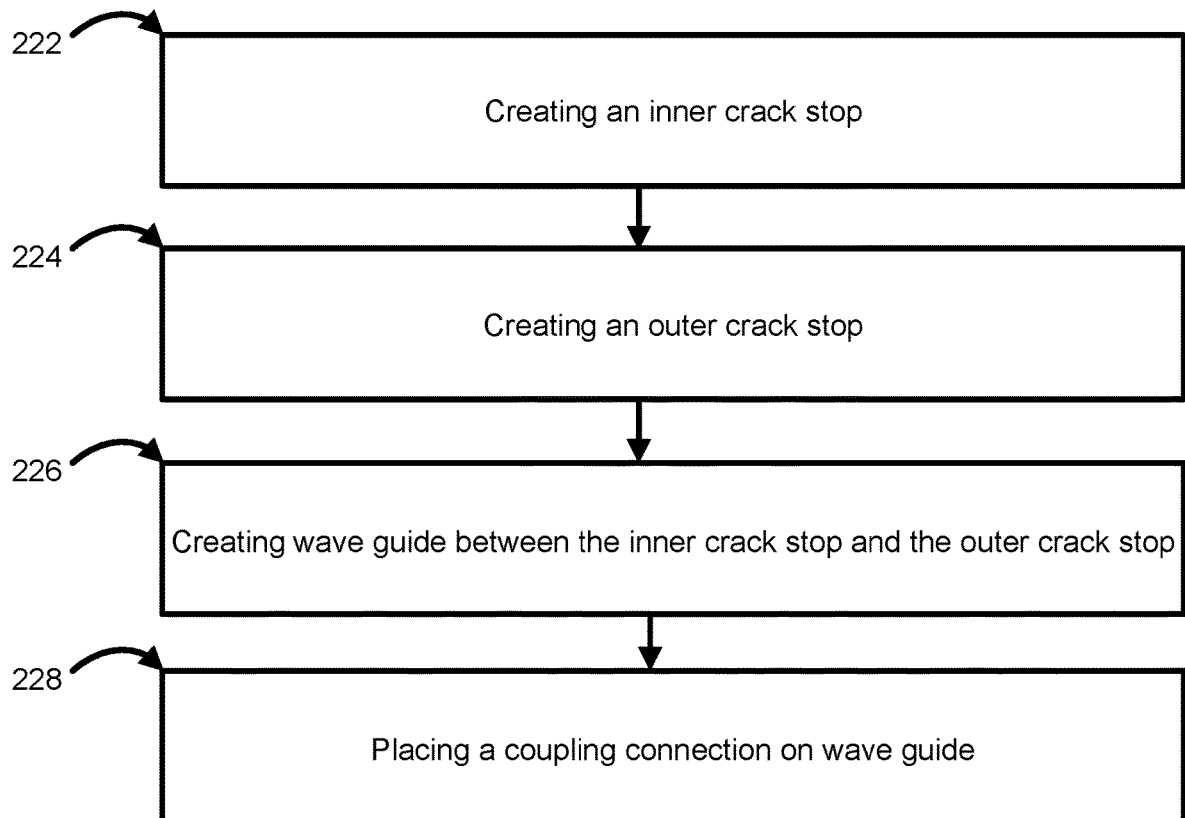 222
Creating an inner crack stop
224
Creating an outer crack stop
226
Creating wave guide between the inner crack stop and the outer crack stop
228
Placing a coupling connection on wave guide